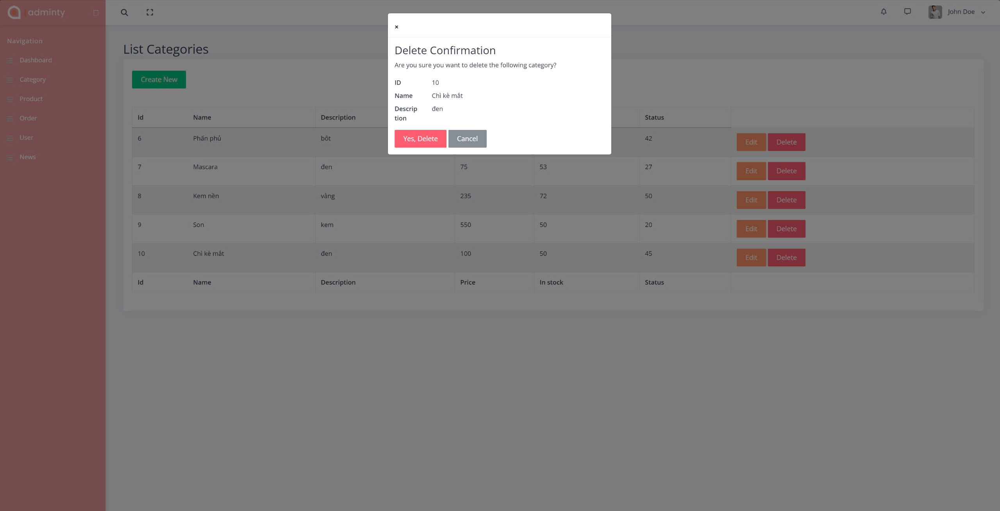 adminty
John Doe
×
Navigation
Dashboard
Category
Product
Order
User
News
List Categories
Create New
Delete Confirmation
Are you sure you want to delete the following category?
ID 10
Name Chì kè mắt
Descrip đen
tion
Yes, Delete Cancel
Id Name Description Status
6 Phấn phủ bôt 42 Edit Delete
7 Mascara đen 75 53 27 Edit Delete
8 Kem nền vàng 235 72 50 Edit Delete
9 Son kem 550 50 20 Edit Delete
10 Chì kè mắt đen 100 50 45 Edit Delete
Id Name Description Price In stock Status